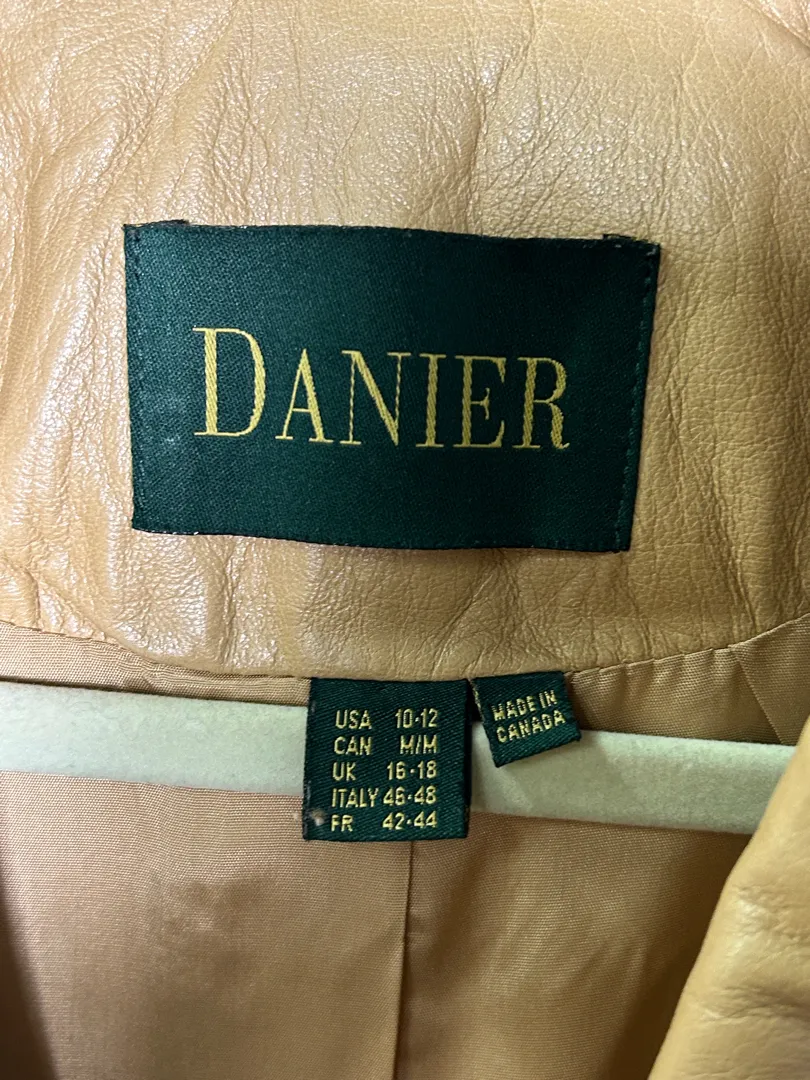 DANIER
USA 10-12
CAN M/M
UK 16-18
ITALY 46-48
FR 42-44
MADE IN
CANADA